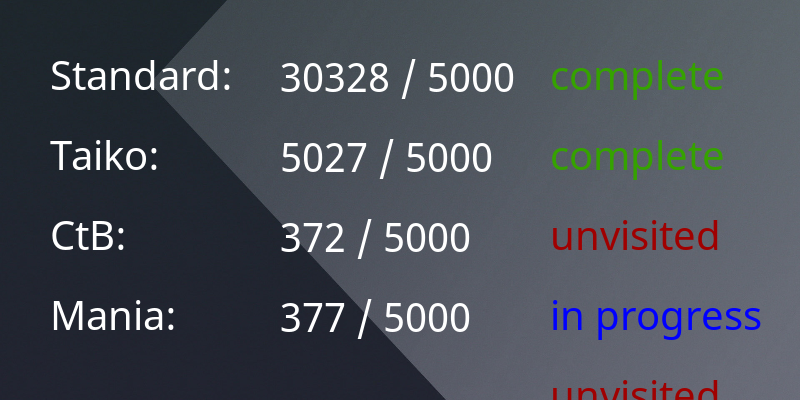 Standard: 30328 / 5000 complete
Taiko: 5027 / 5000 complete
CtB: 372 / 5000 unvisited
Mania: 377 / 5000 in progress
unvisited